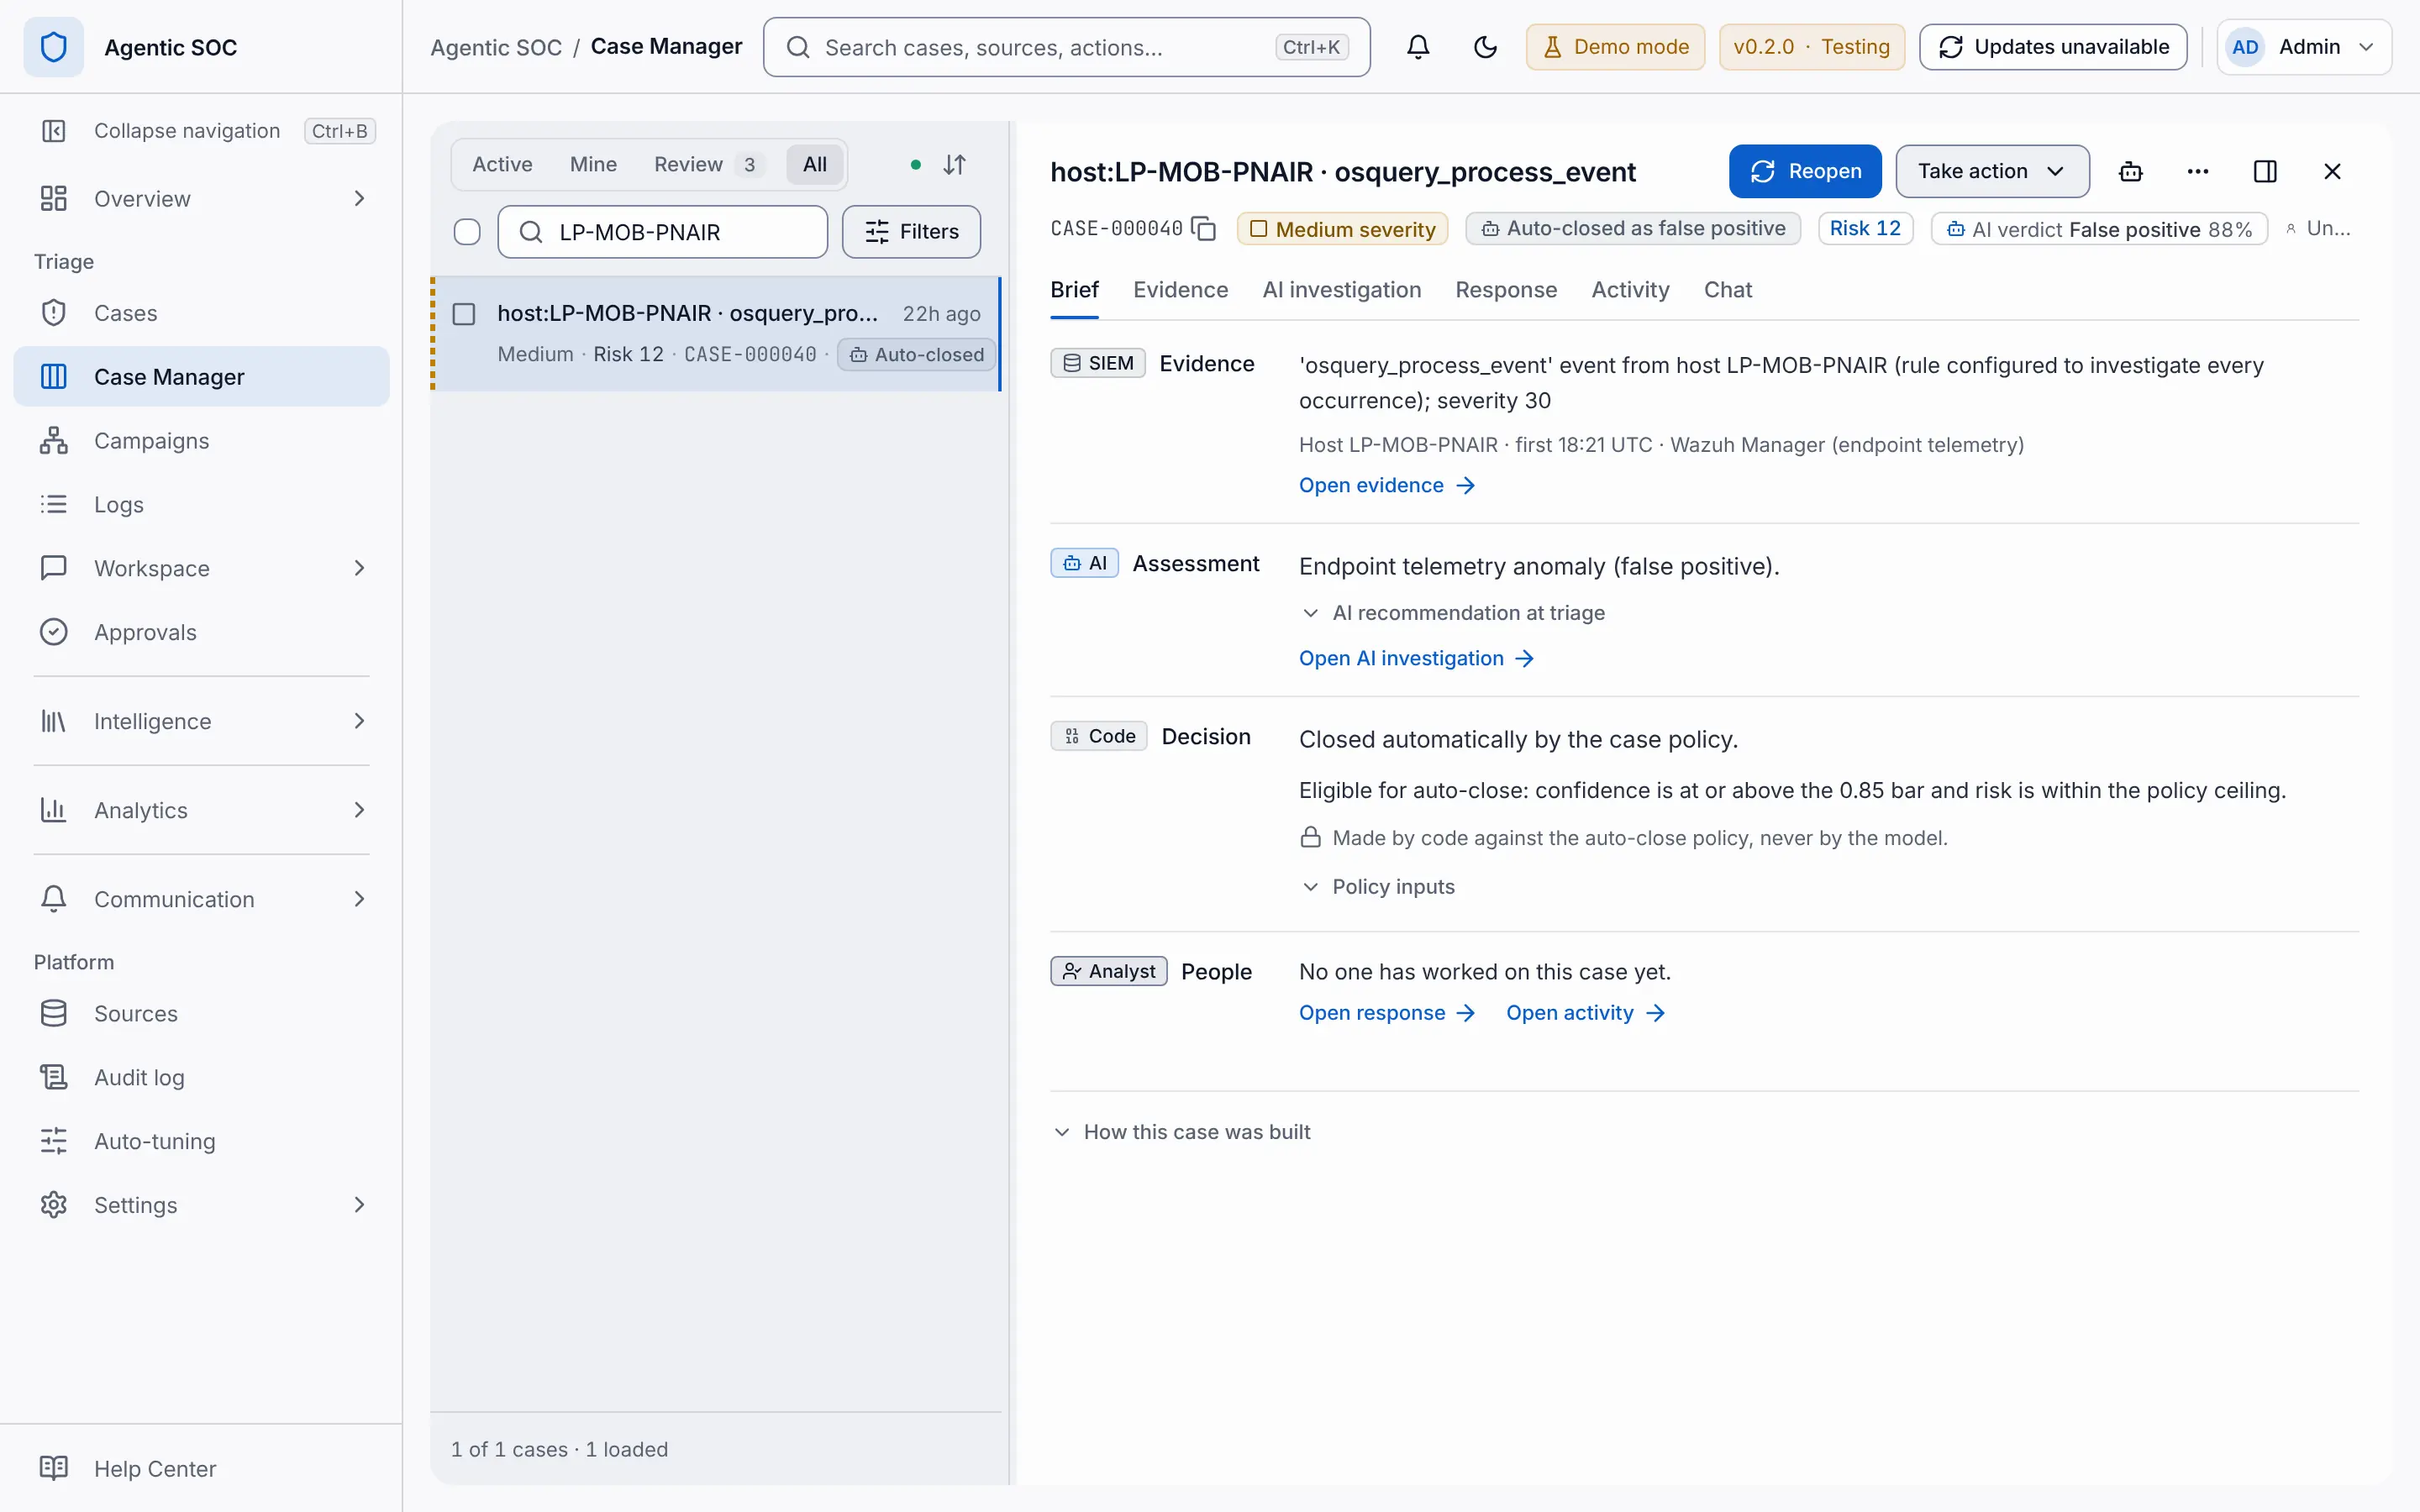 Agentic SOC
Collapse navigation Ctrl+B
Overview
Triage
Cases
Case Manager
Campaigns
Logs
Workspace
Approvals
Intelligence
Analytics
Communication
Platform
Sources
Audit log
Auto-tuning
Settings
Help Center
Agentic SOC / Case Manager
Search cases, sources, actions... Ctrl+K
Demo mode
v0.2.0 · Testing
Updates unavailable
AD Admin
Active Mine Review 3 All
LP-MOB-PNAIR
Filters
host:LP-MOB-PNAIR · osquery_pro... 22h ago
Medium · Risk 12 · CASE-000040 · Auto-closed
1 of 1 cases · 1 loaded
host:LP-MOB-PNAIR · osquery_process_event
Reopen
Take action
CASE-000040 Medium severity Auto-closed as false positive Risk 12 AI verdict False positive 88% Un...
Brief Evidence AI investigation Response Activity Chat
SIEM Evidence
'osquery_process_event' event from host LP-MOB-PNAIR (rule configured to investigate every
occurrence); severity 30
Host LP-MOB-PNAIR · first 18:21 UTC · Wazuh Manager (endpoint telemetry)
Open evidence
AI Assessment
Endpoint telemetry anomaly (false positive).
AI recommendation at triage
Open AI investigation
Code Decision
Closed automatically by the case policy.
Eligible for auto-close: confidence is at or above the 0.85 bar and risk is within the policy ceiling.
Made by code against the auto-close policy, never by the model.
Policy inputs
Analyst People
No one has worked on this case yet.
Open response Open activity
How this case was built